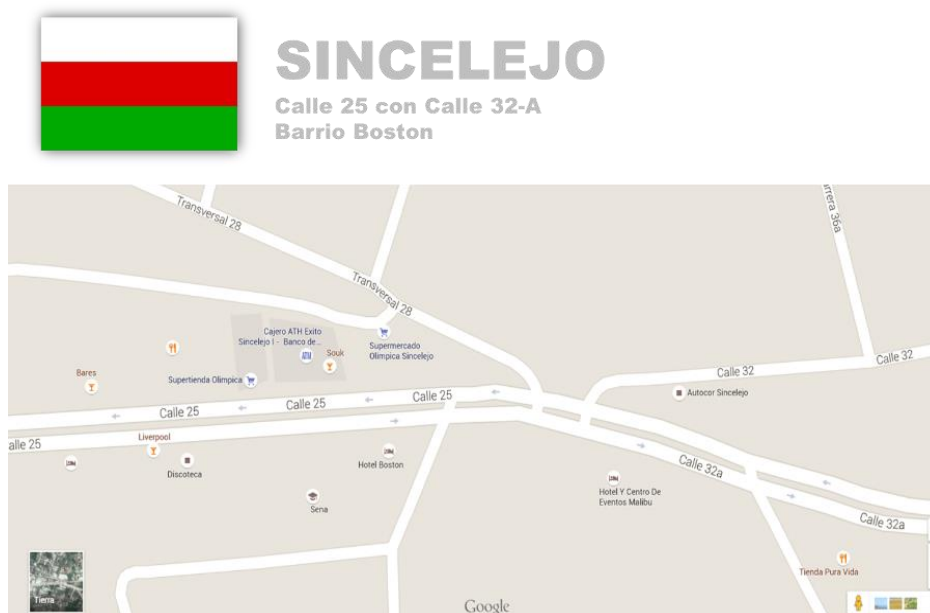 SINCELEJO
Calle 25 con Calle 32-A
Barrio Boston
Transversal 28
Transversal 28
Cajero ATH Exito
Sincelejo I - Banco de...
ATM
Souk
Supermercado
Olimpica Sincelejo
Supertienda Olimpica
Bares
Calle 25
Calle 25
Calle 25
Calle 32
Calle 32
Autocor Sincelejo
alle 25
Liverpool
Discoteca
Hotel Boston
Sena
Calle 32a
Hotel Y Centro De
Eventos Malibu
Calle 32a
Tienda Pura Vida
Tierra
Google